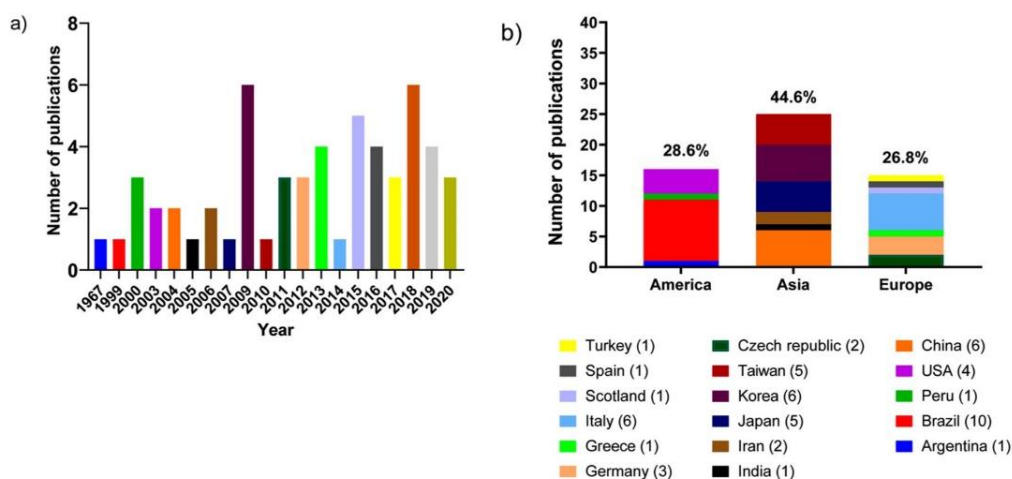 a)
Number of publications
8
6
4
2
0
1967
1999
2000
2003
2004
2005
2006
2007
2009
2010
2011
2012
2013
2014
2015
2016
2017
2018
2019
2020
Year
b)
Number of publications
40
35
30
25
20
15
10
5
0
28.6%
44.6%
26.8%
America
Asia
Europe
Turkey (1)
Spain (1)
Scotland (1)
Italy (6)
Greece (1)
Germany (3)
Czech republic (2)
Taiwan (5)
Korea (6)
Japan (5)
Iran (2)
India (1)
China (6)
USA (4)
Peru (1)
Brazil (10)
Argentina (1)